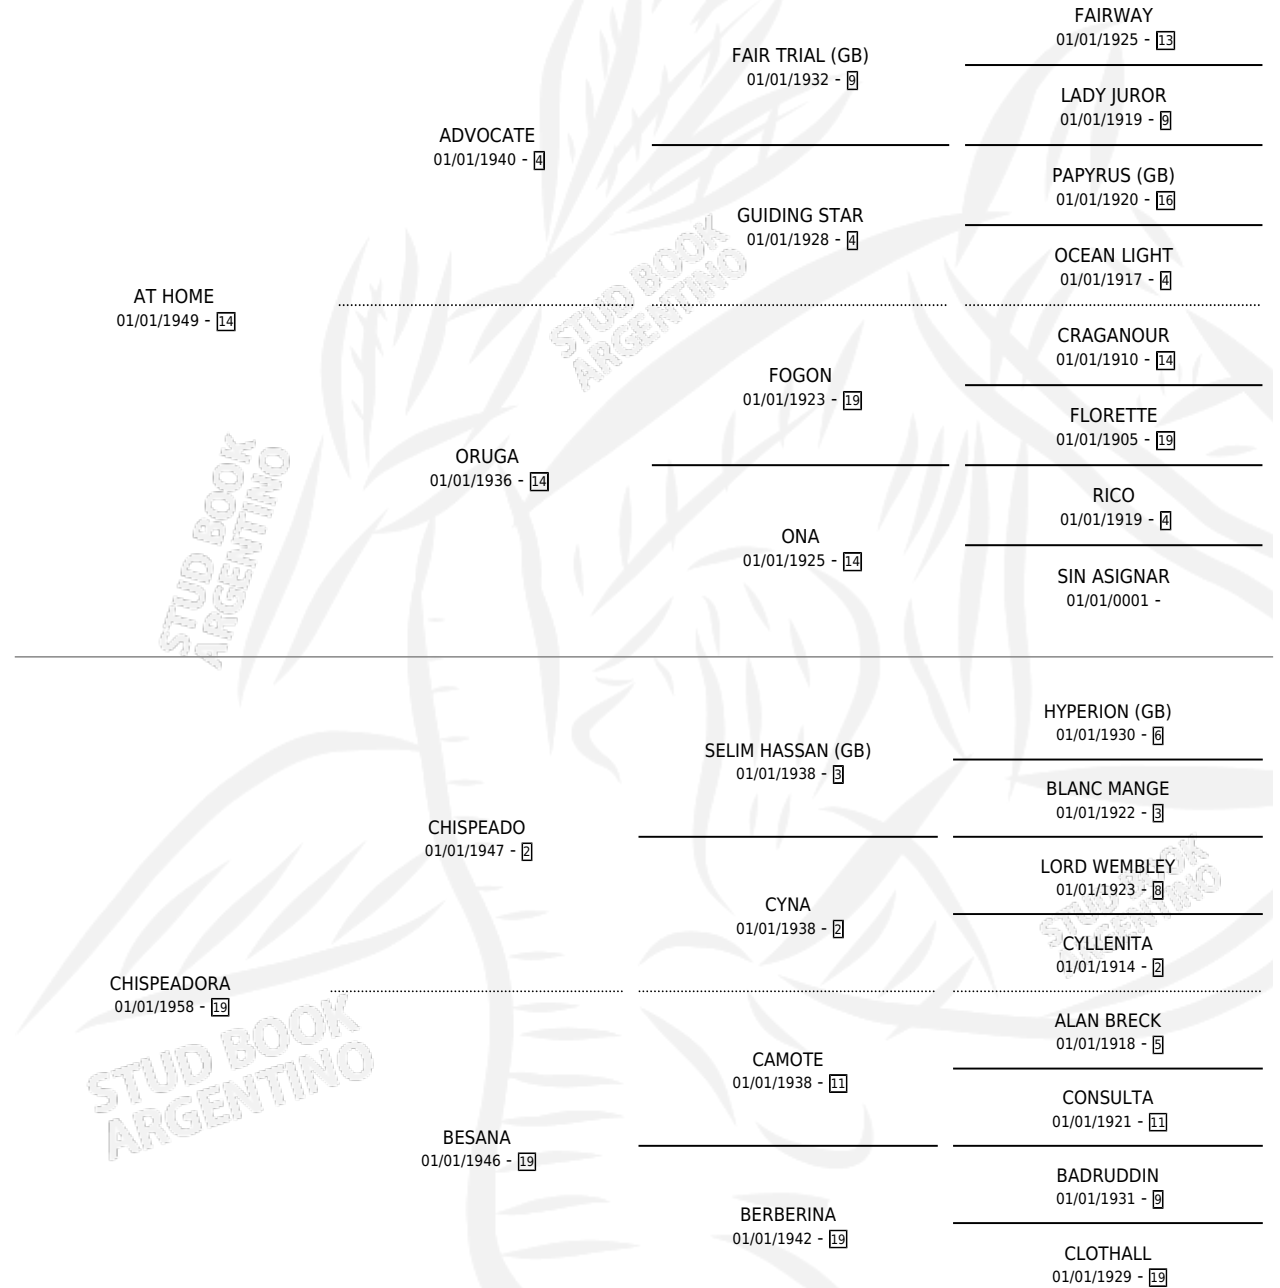 FAIRWAY
01/01/1925 - 13
FAIR TRIAL (GB)
01/01/1932 - 9
LADY JUROR
01/01/1919 - 9
ADVOCATE
01/01/1940 - 4
PAPYRUS (GB)
01/01/1920 - 16
GUIDING STAR
01/01/1928 - 4
OCEAN LIGHT
01/01/1917 - 4
AT HOME
01/01/1949 - 14
CRAGANOUR
01/01/1910 - 14
FOGON
01/01/1923 - 19
FLORETTE
01/01/1905 - 19
ORUGA
01/01/1936 - 14
RICO
01/01/1919 - 4
ONA
01/01/1925 - 14
SIN ASIGNAR
01/01/0001 -
HYPERION (GB)
01/01/1930 - 6
SELIM HASSAN (GB)
01/01/1938 - 3
BLANC MANGE
01/01/1922 - 3
CHISPEADO
01/01/1947 - 2
LORD WEMBLEY
01/01/1923 - 8
CYNA
01/01/1938 - 2
CYLLENITA
01/01/1914 - 2
CHISPEADORA
01/01/1958 - 19
ALAN BRECK
01/01/1918 - 5
CAMOTE
01/01/1938 - 11
CONSULTA
01/01/1921 - 11
BESANA
01/01/1946 - 19
BADRUDDIN
01/01/1931 - 9
BERBERINA
01/01/1942 - 19
CLOTHALL
01/01/1929 - 19
STUD BOOK
ARGENTINO
STUD BOOK
ARGENTINO
STUD BOOK
ARGENTINO
STUD BOOK
ARGENTINO